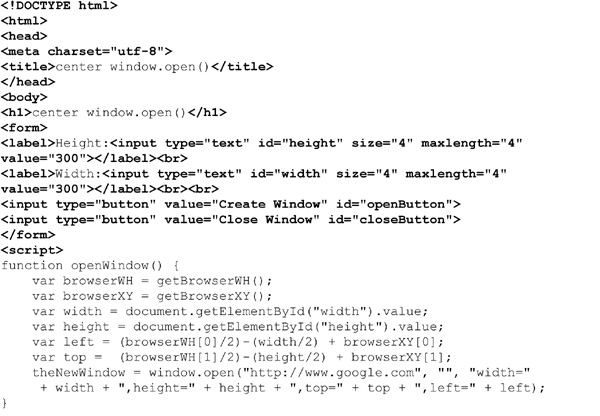 <!DOCTYPE html>
<html>
<head>
<meta charset="utf-8">
<title>center window.open()</title>
</head>
<body>
<h1>center window.open()</h1>
<form>
<label>Height:<input type="text" id="height" size="4" maxlength="4"
value="300"></label><br>
<label>Width:<input type="text" id="width" size="4" maxlength="4"
value="300"></label><br><br>
<input type="button" value="Create Window" id="openButton">
<input type="button" value="Close Window" id="closeButton">
</form>
<script>
function openWindow() {
    var browserWH = getBrowserWH();
    var browserXY = getBrowserXY();
    var width = document.getElementById("width").value;
    var height = document.getElementById("height").value;
    var left = (browserWH[0]/2)-(width/2) + browserXY[0];
    var top =  (browserWH[1]/2)-(height/2) + browserXY[1];
    theNewWindow = window.open("http://www.google.com", "", "width="
     + width + ",height=" + height + ",top=" + top + ",left=" + left);
}